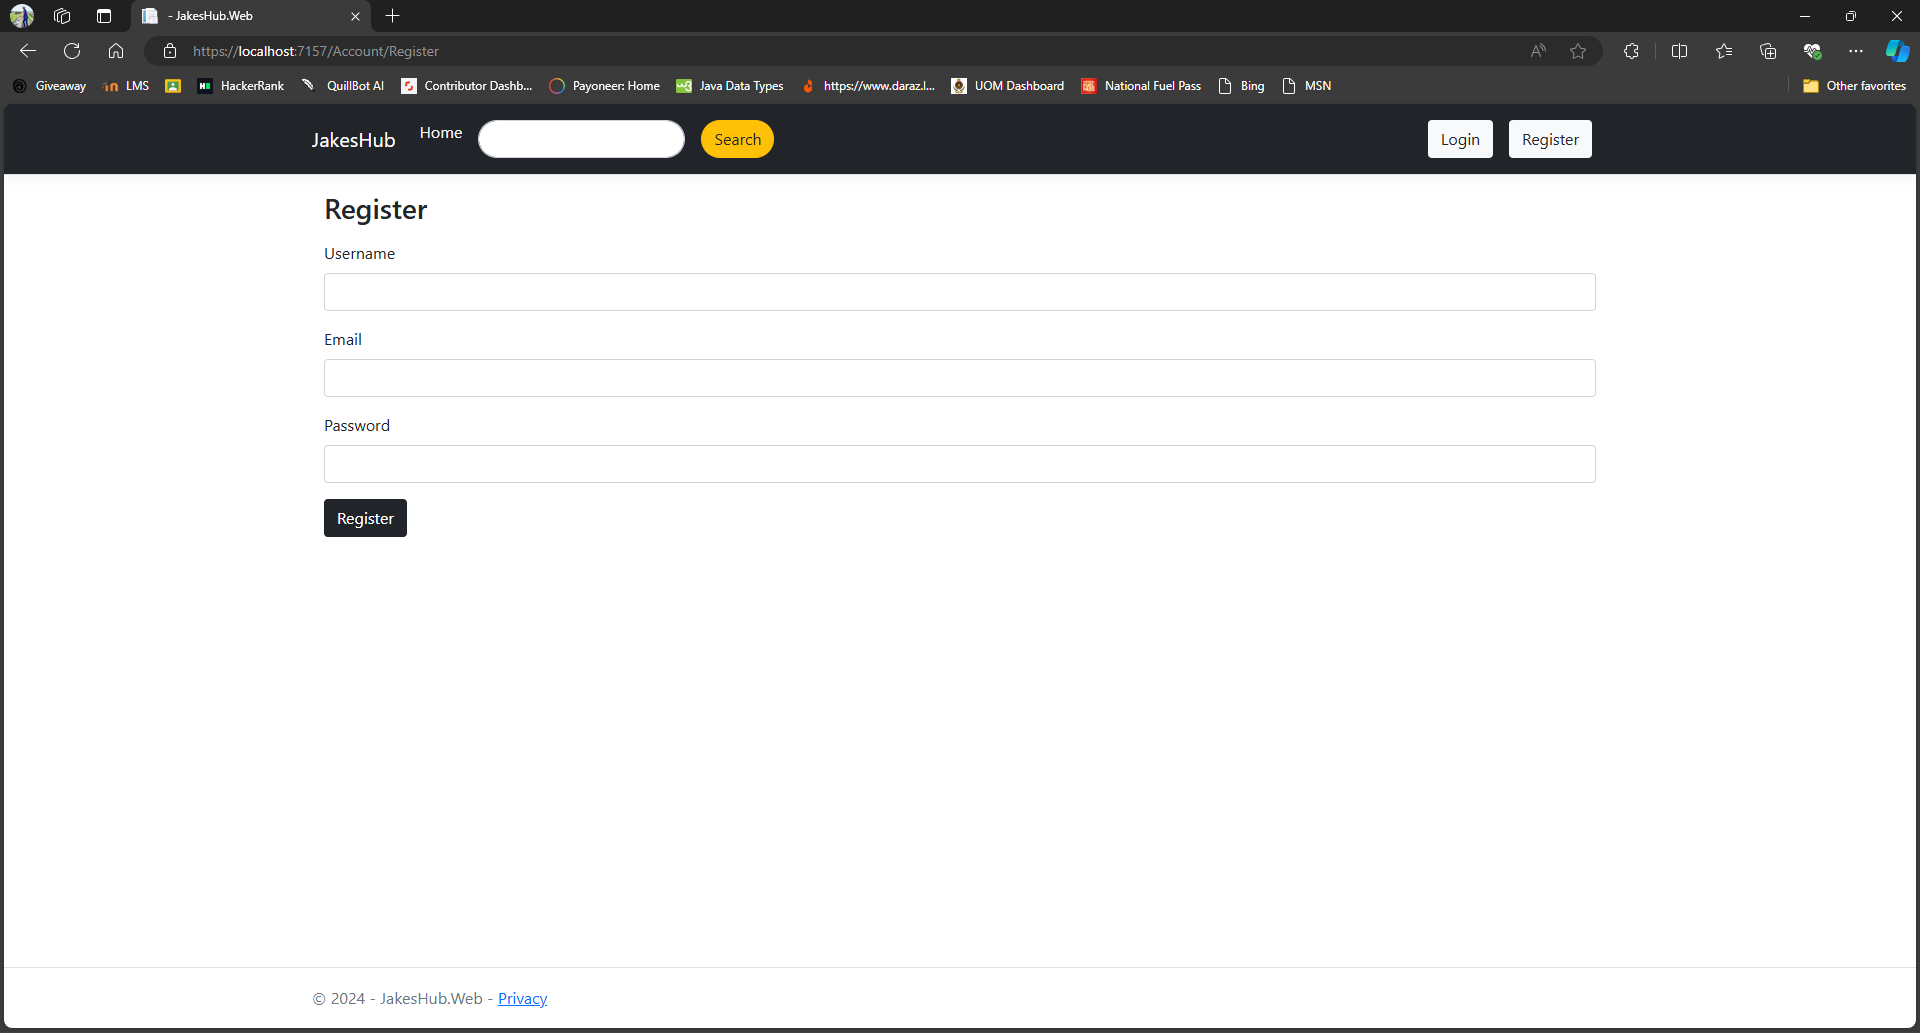 - JakesHub.Web
https://localhost:7157/Account/Register
Giveaway LMS HackerRank QuillBot AI Contributor Dashb... Payoneer: Home Java Data Types https://www.daraz.l... UOM Dashboard National Fuel Pass Bing MSN Other favorites
JakesHub Home Search Login Register
Register
Username
Email
Password
Register
© 2024 - JakesHub.Web - Privacy